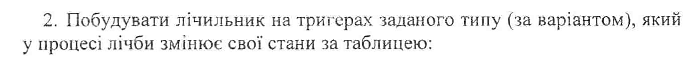 2. Побудувати лічильник на тригерах заданого типу (за варіантом), який
у процесі лічби змінює свої стани за таблицею: